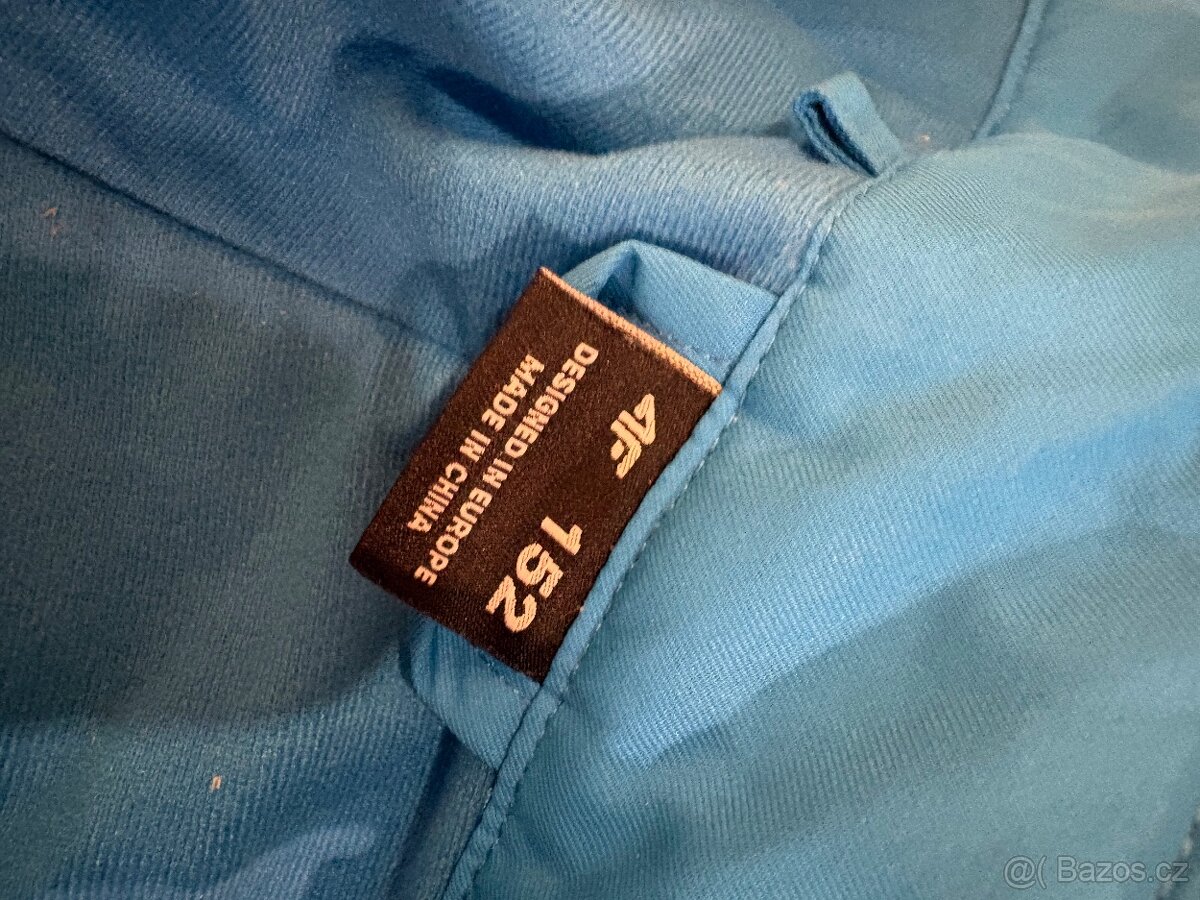 4F
152
DESIGNED IN EUROPE
MADE IN CHINA
@( Bazos.cz